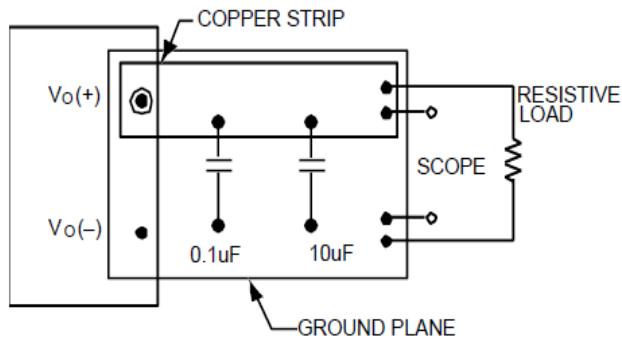 COPPER STRIP
VO(+)
RESISTIVE
LOAD
SCOPE
VO(–)
0.1uF
10uF
GROUND PLANE